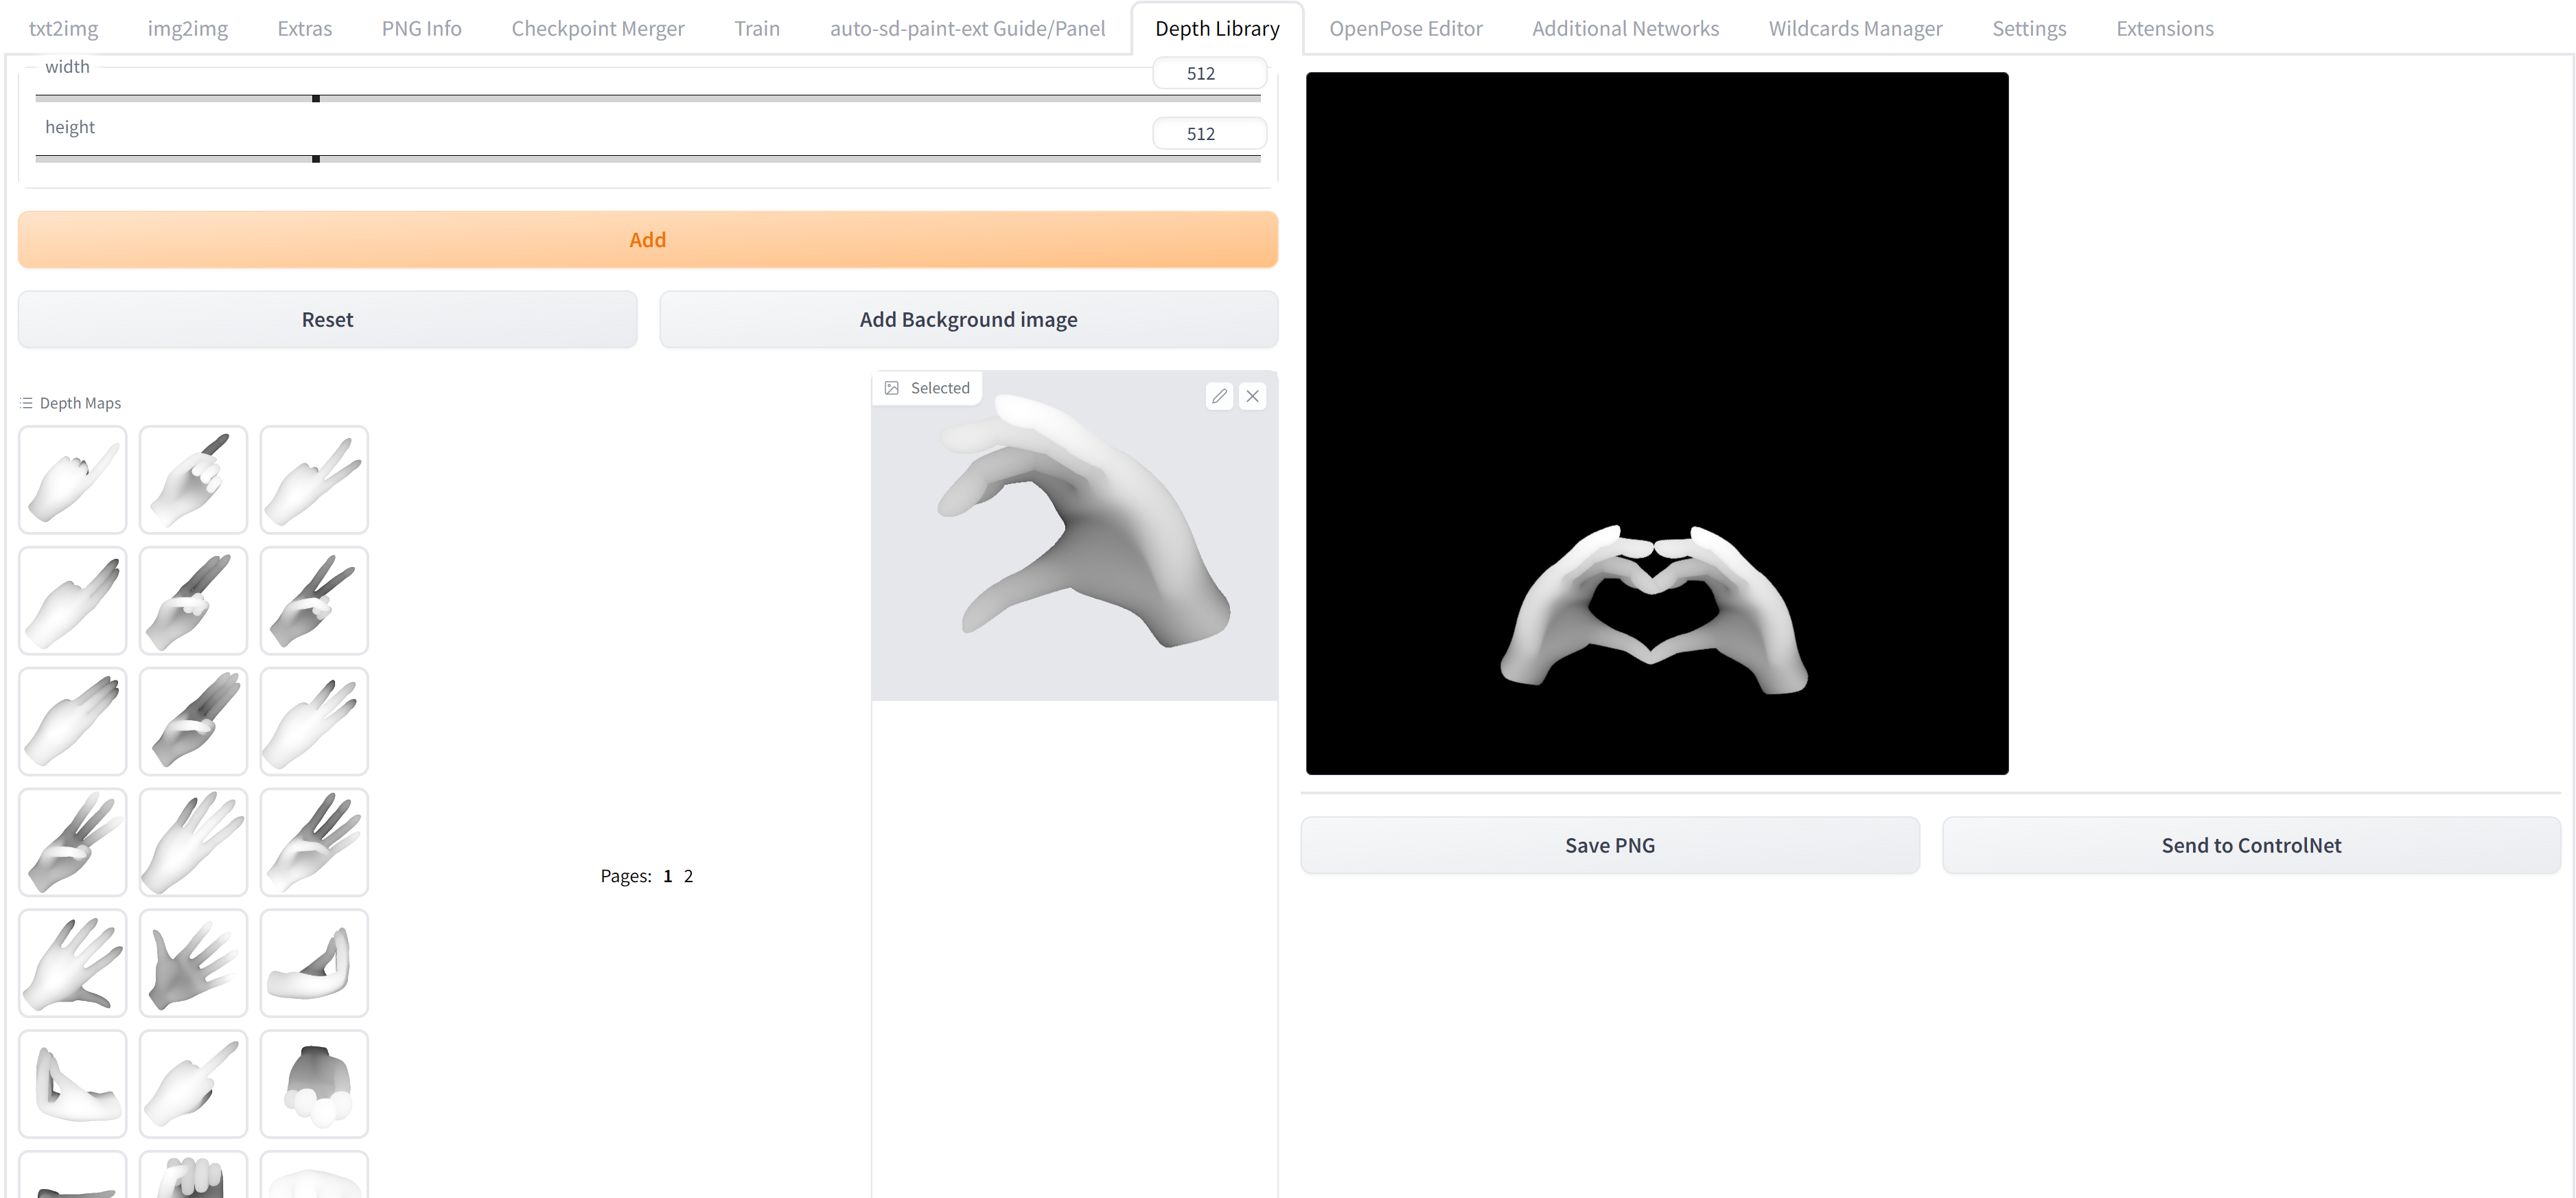 txt2img img2img Extras PNG Info Checkpoint Merger Train auto-sd-paint-ext Guide/Panel Depth Library OpenPose Editor Additional Networks Wildcards Manager Settings Extensions
width 512
height 512
Add
Reset Add Background image
Depth Maps
Selected
Pages: 1 2
Save PNG Send to ControlNet